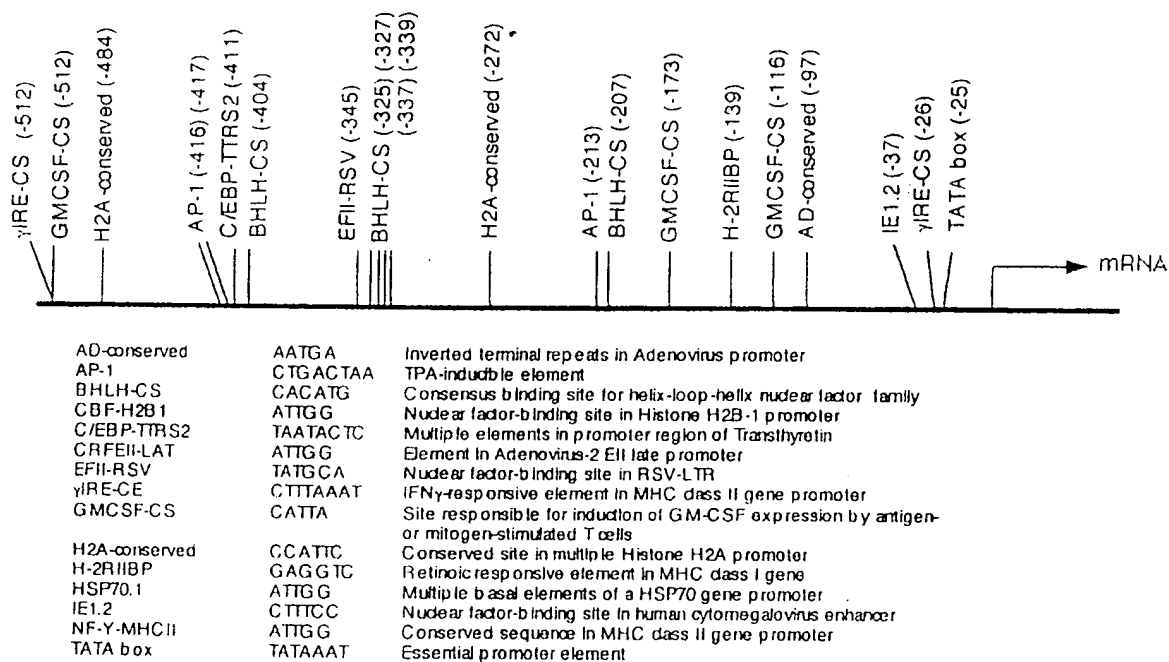 γIRE-CS (-512)
GMCSF-CS (-512)
H2A-conserved (-484)
AP-1 (-416) (-417)
C/EBP-TTRS2 (-411)
BHLH-CS (-404)
EFII-RSV (-345)
BHLH-CS (-325) (-327)
(-337) (-339)
H2A-conserved (-272)
AP-1 (-213)
BHLH-CS (-207)
GMCSF-CS (-173)
H-2RIIBP (-139)
GMCSF-CS (-116)
AD-conserved (-97)
IE1.2 (-37)
γIRE-CS (-26)
TATA box (-25)
mRNA
AD-conserved AATGA Inverted terminal repeats in Adenovirus promoter
AP-1 CTGACTAA TPA-inducible element
BHLH-CS CACATG Consensus binding site for helix-loop-helix nuclear factor family
CBF-H2B1 ATTGG Nuclear factor-binding site in Histone H2B-1 promoter
C/EBP-TTRS2 TAATACTC Multiple elements in promoter region of Transthyretin
CRFEII-LAT ATTGG Element in Adenovirus-2 EII late promoter
EFII-RSV TATGCA Nuclear factor-binding site in RSV-LTR
γIRE-CE CTTTAAAT IFNγ-responsive element in MHC class II gene promoter
GMCSF-CS CATTA Site responsible for induction of GM-CSF expression by antigen-
or mitogen-stimulated T cells
H2A-conserved CCATTC Conserved site in multiple Histone H2A promoter
H-2RIIBP GAGGTC Retinoic responsive element in MHC class I gene
HSP70.1 ATTGG Multiple basal elements of a HSP70 gene promoter
IE1.2 CTTTCC Nuclear factor-binding site in human cytomegalovirus enhancer
NF-Y-MHCII ATTGG Conserved sequence in MHC class II gene promoter
TATA box TATAAAT Essential promoter element